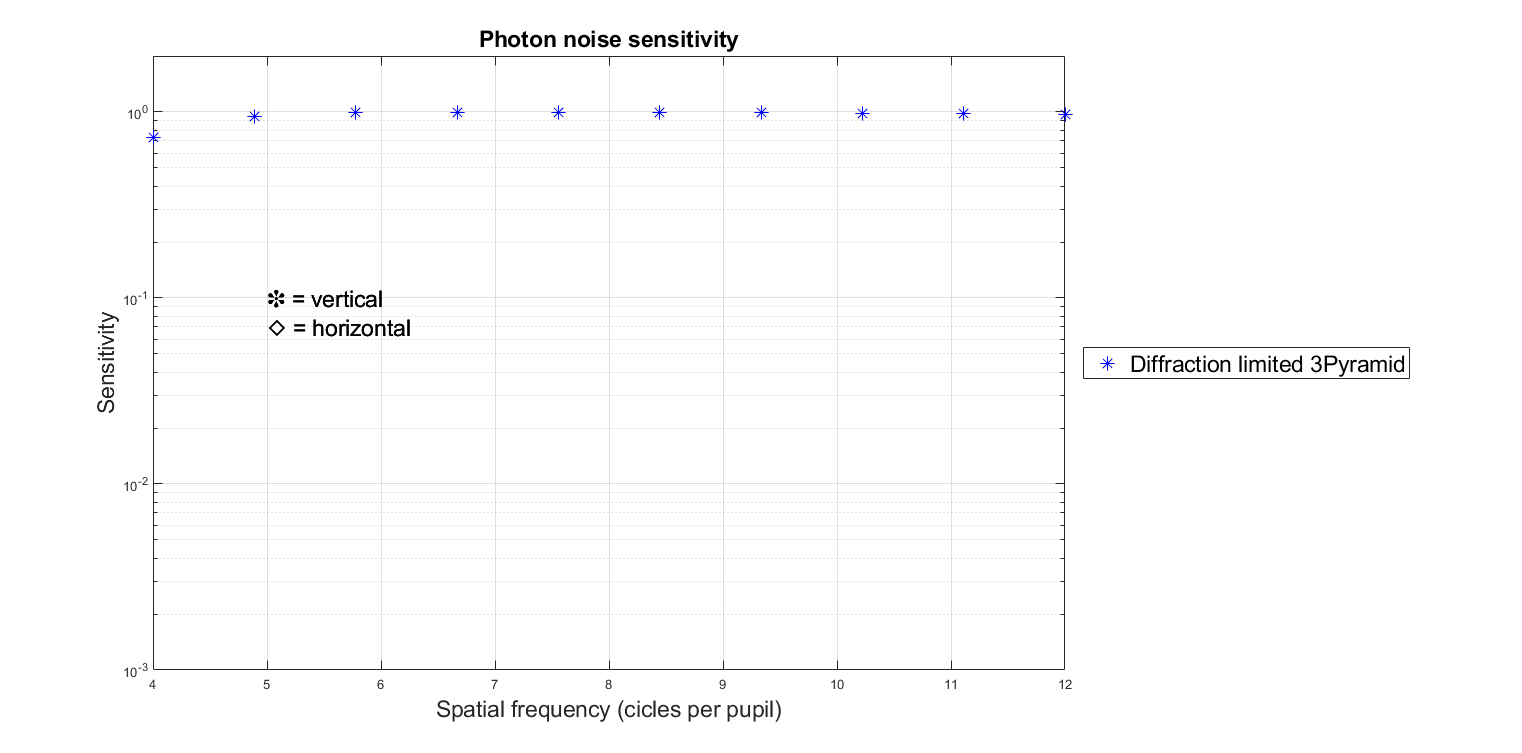 Photon noise sensitivity
10^0
10^-1
10^-2
10^-3
Sensitivity
✻ = vertical
◇ = horizontal
Diffraction limited 3Pyramid
4 5 6 7 8 9 10 11 12
Spatial frequency (cicles per pupil)